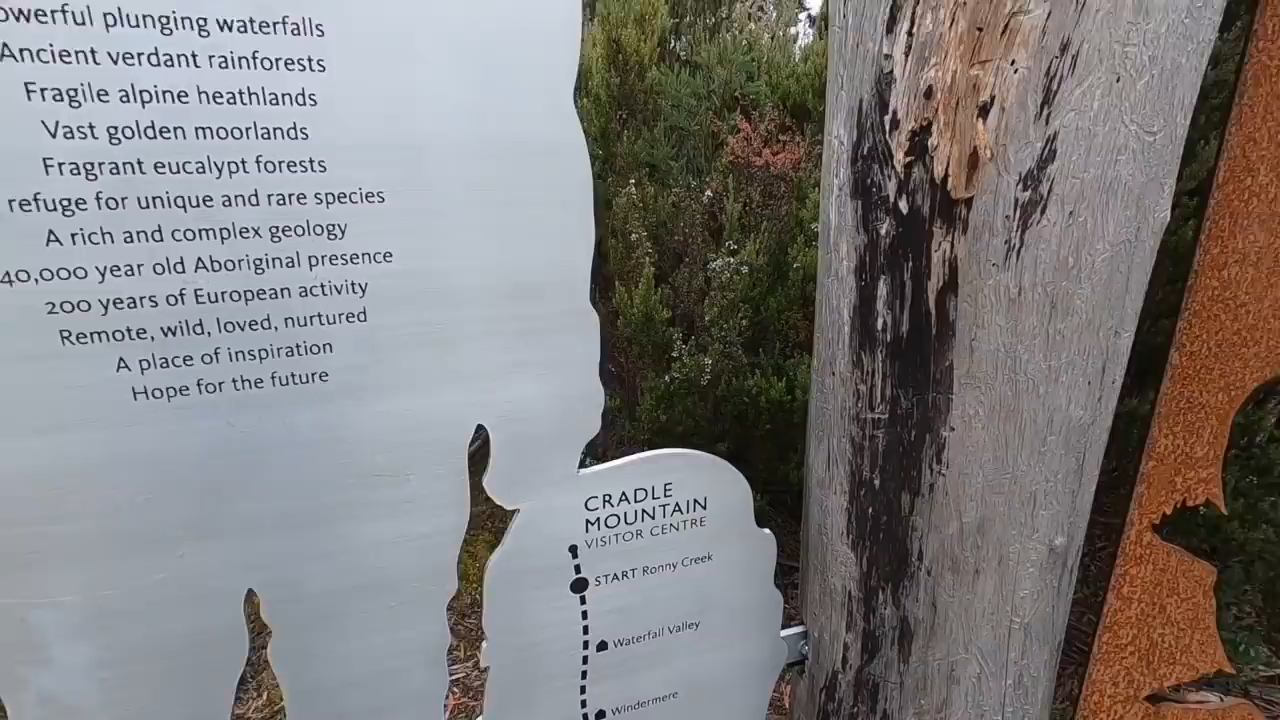 plunging waterfalls
Ancient verdant rainforests
Fragile alpine heathlands
Vast golden moorlands
Fragrant eucalypt forests
refuge for unique and rare species
A rich and complex geology
40,000 year old Aboriginal presence
200 years of European activity
Remote, wild, loved, nurtured
A place of inspiration
Hope for the future
CRADLE
MOUNTAIN
VISITOR CENTRE
START Ronny Creek
Waterfall Valley
Windermere